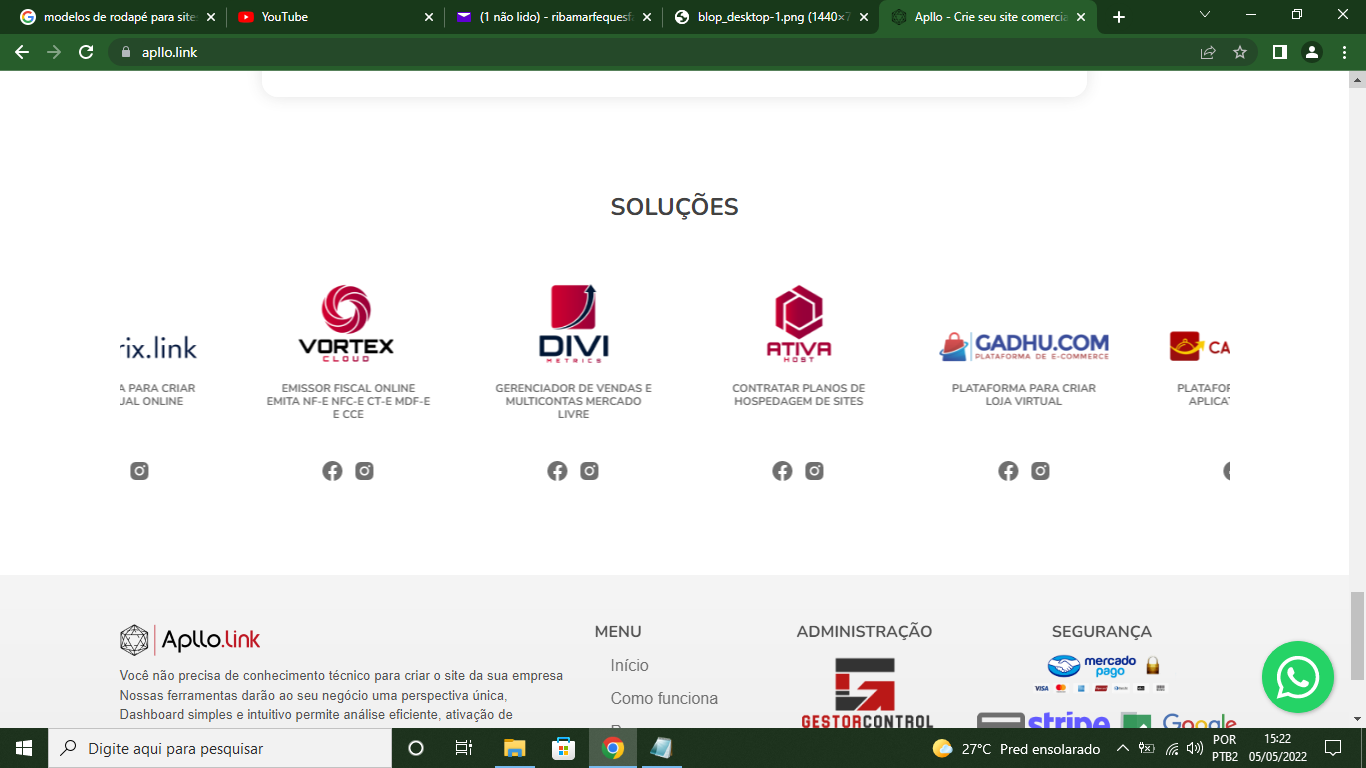 modelos de rodapé para site
YouTube
(1 não lido) - ribamarfequesf
blop_desktop-1.png (1440×7
Apllo - Crie seu site comercia
apllo.link
SOLUÇÕES
rix.link
A PARA CRIAR
UAL ONLINE
VORTEX
CLOUD
EMISSOR FISCAL ONLINE
EMITA NF-E NFC-E CT-E MDF-E
E CCE
DIVI
METRICS
GERENCIADOR DE VENDAS E
MULTICONTAS MERCADO
LIVRE
ATIVA
HOST
CONTRATAR PLANOS DE
HOSPEDAGEM DE SITES
GADHU.COM
PLATAFORMA DE E-COMMERCE
PLATAFORMA PARA CRIAR
LOJA VIRTUAL
CA
PLATAFOR
APLICAT
Apllo.link
Você não precisa de conhecimento técnico para criar o site da sua empresa
Nossas ferramentas darão ao seu negócio uma perspectiva única,
Dashboard simples e intuitivo permite análise eficiente, ativação de
MENU
Início
Como funciona
ADMINISTRAÇÃO
GESTORCONTROL
SEGURANÇA
mercado
pago
VISA
stripe
Google
Digite aqui para pesquisar
27°C Pred ensolarado
POR
PTB2
15:22
05/05/2022